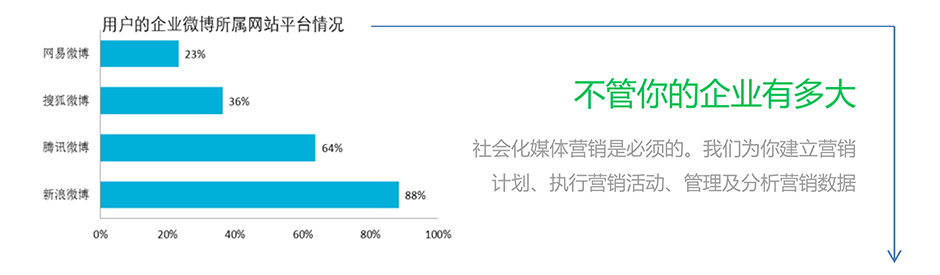 用户的企业微博所属网站平台情况
网易微博 23%
搜狐微博 36%
腾讯微博 64%
新浪微博 88%
0% 20% 40% 60% 80% 100%
不管你的企业有多大
社会化媒体营销是必须的。我们为你建立营销
计划、执行营销活动、管理及分析营销数据